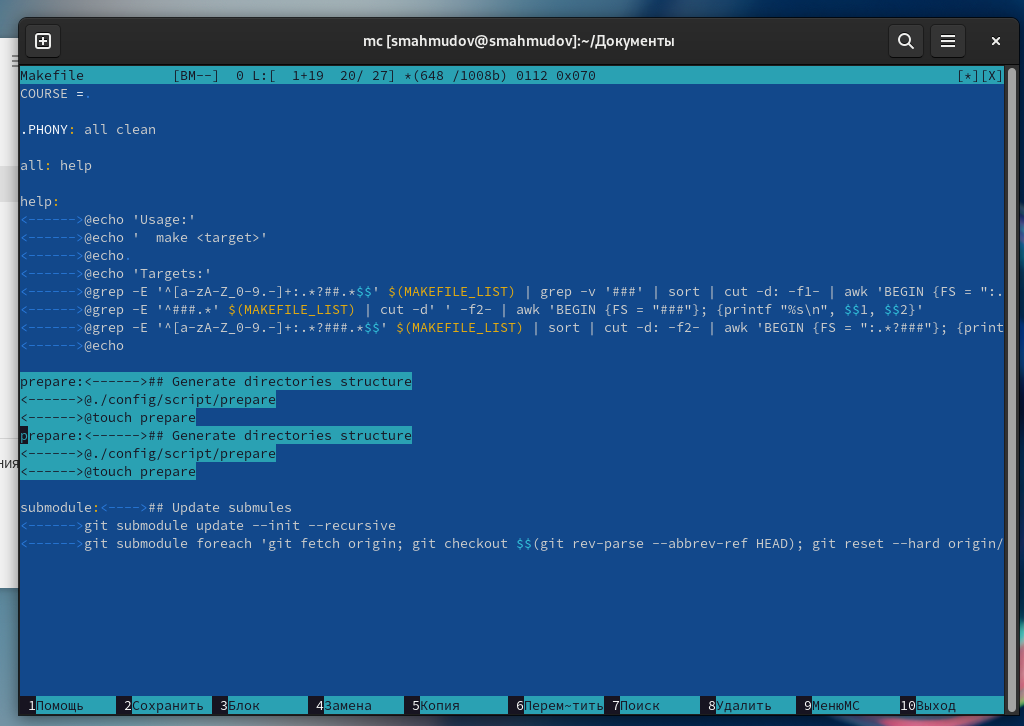 mc [smahmudov@smahmudov]:~/Документы
Makefile [BM--] 0 L:[ 1+19 20/ 27] *(648 /1008b) 0112 0x070 [*][X]
COURSE =.
.PHONY: all clean
all: help
help:
<------>@echo 'Usage:'
<------>@echo '  make <target>'
<------>@echo.
<------>@echo 'Targets:'
<------>@grep -E '^[a-zA-Z_0-9.-]+:.*?##.*$$' $(MAKEFILE_LIST) | grep -v '###' | sort | cut -d: -f1- | awk 'BEGIN {FS = ":.
<------>@grep -E '^###.*' $(MAKEFILE_LIST) | cut -d' ' -f2- | awk 'BEGIN {FS = "###"}; {printf "%s\n", $$1, $$2}'
<------>@grep -E '^[a-zA-Z_0-9.-]+:.*?###.*$$' $(MAKEFILE_LIST) | sort | cut -d: -f2- | awk 'BEGIN {FS = ":.*?###"}; {print
<------>@echo
prepare:<------>## Generate directories structure
<------>@./config/script/prepare
<------>@touch prepare
prepare:<------>## Generate directories structure
<------>@./config/script/prepare
ния
<------>@touch prepare
submodule:<---->## Update submules
<------>git submodule update --init --recursive
<------>git submodule foreach 'git fetch origin; git checkout $$(git rev-parse --abbrev-ref HEAD); git reset --hard origin/
1Помощь 2Сохранить 3Блок 4Замена 5Копия 6Перем~тить 7Поиск 8Удалить 9МенюMC 10Выход